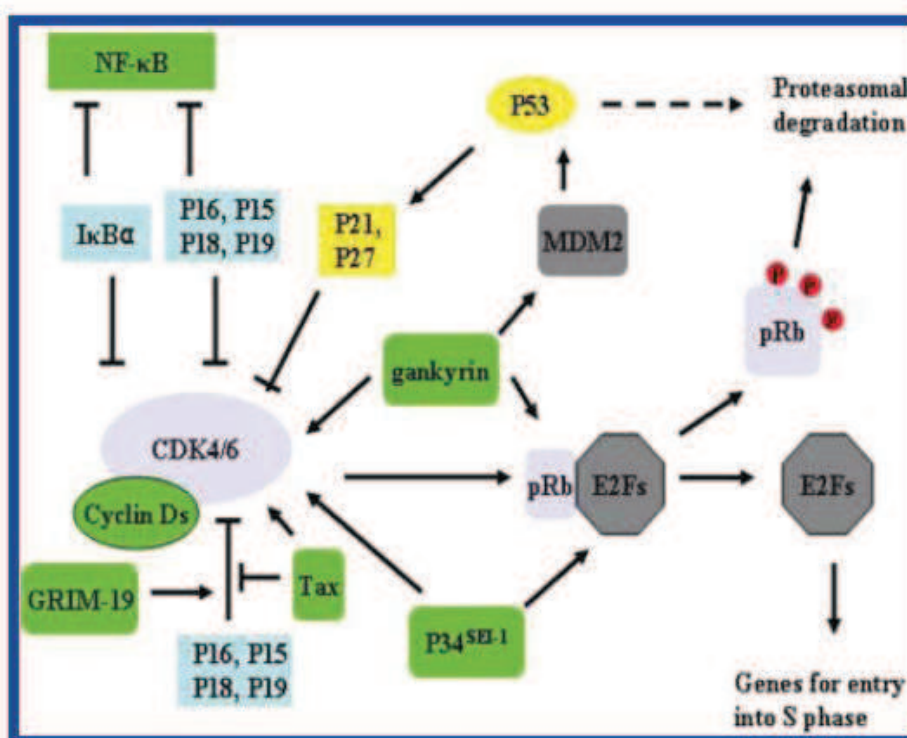 NF-κB
P53
Proteasomal
degradation
IκBα
P16, P15
P18, P19
P21,
P27
MDM2
P
P
P
pRb
gankyrin
CDK4/6
Cyclin Ds
pRb
E2Fs
E2Fs
GRIM-19
Tax
P34SEI-1
P16, P15
P18, P19
Genes for entry
into S phase